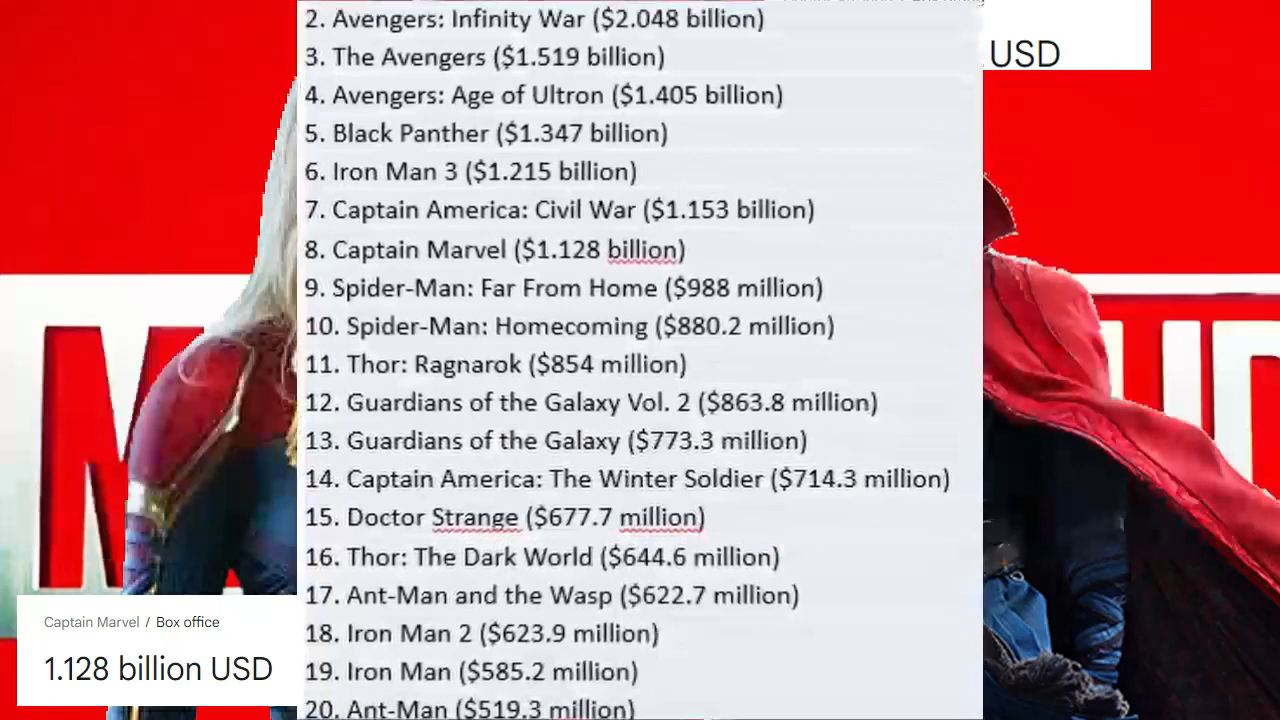 2. Avengers: Infinity War ($2.048 billion)
USD
3. The Avengers ($1.519 billion)
4. Avengers: Age of Ultron ($1.405 billion)
5. Black Panther ($1.347 billion)
6. Iron Man 3 ($1.215 billion)
7. Captain America: Civil War ($1.153 billion)
8. Captain Marvel ($1.128 billion)
9. Spider-Man: Far From Home ($988 million)
10. Spider-Man: Homecoming ($880.2 million)
11. Thor: Ragnarok ($854 million)
12. Guardians of the Galaxy Vol. 2 ($863.8 million)
13. Guardians of the Galaxy ($773.3 million)
14. Captain America: The Winter Soldier ($714.3 million)
15. Doctor Strange ($677.7 million)
16. Thor: The Dark World ($644.6 million)
17. Ant-Man and the Wasp ($622.7 million)
18. Iron Man 2 ($623.9 million)
19. Iron Man ($585.2 million)
20. Ant-Man ($519.3 million)
Captain Marvel / Box office
1.128 billion USD